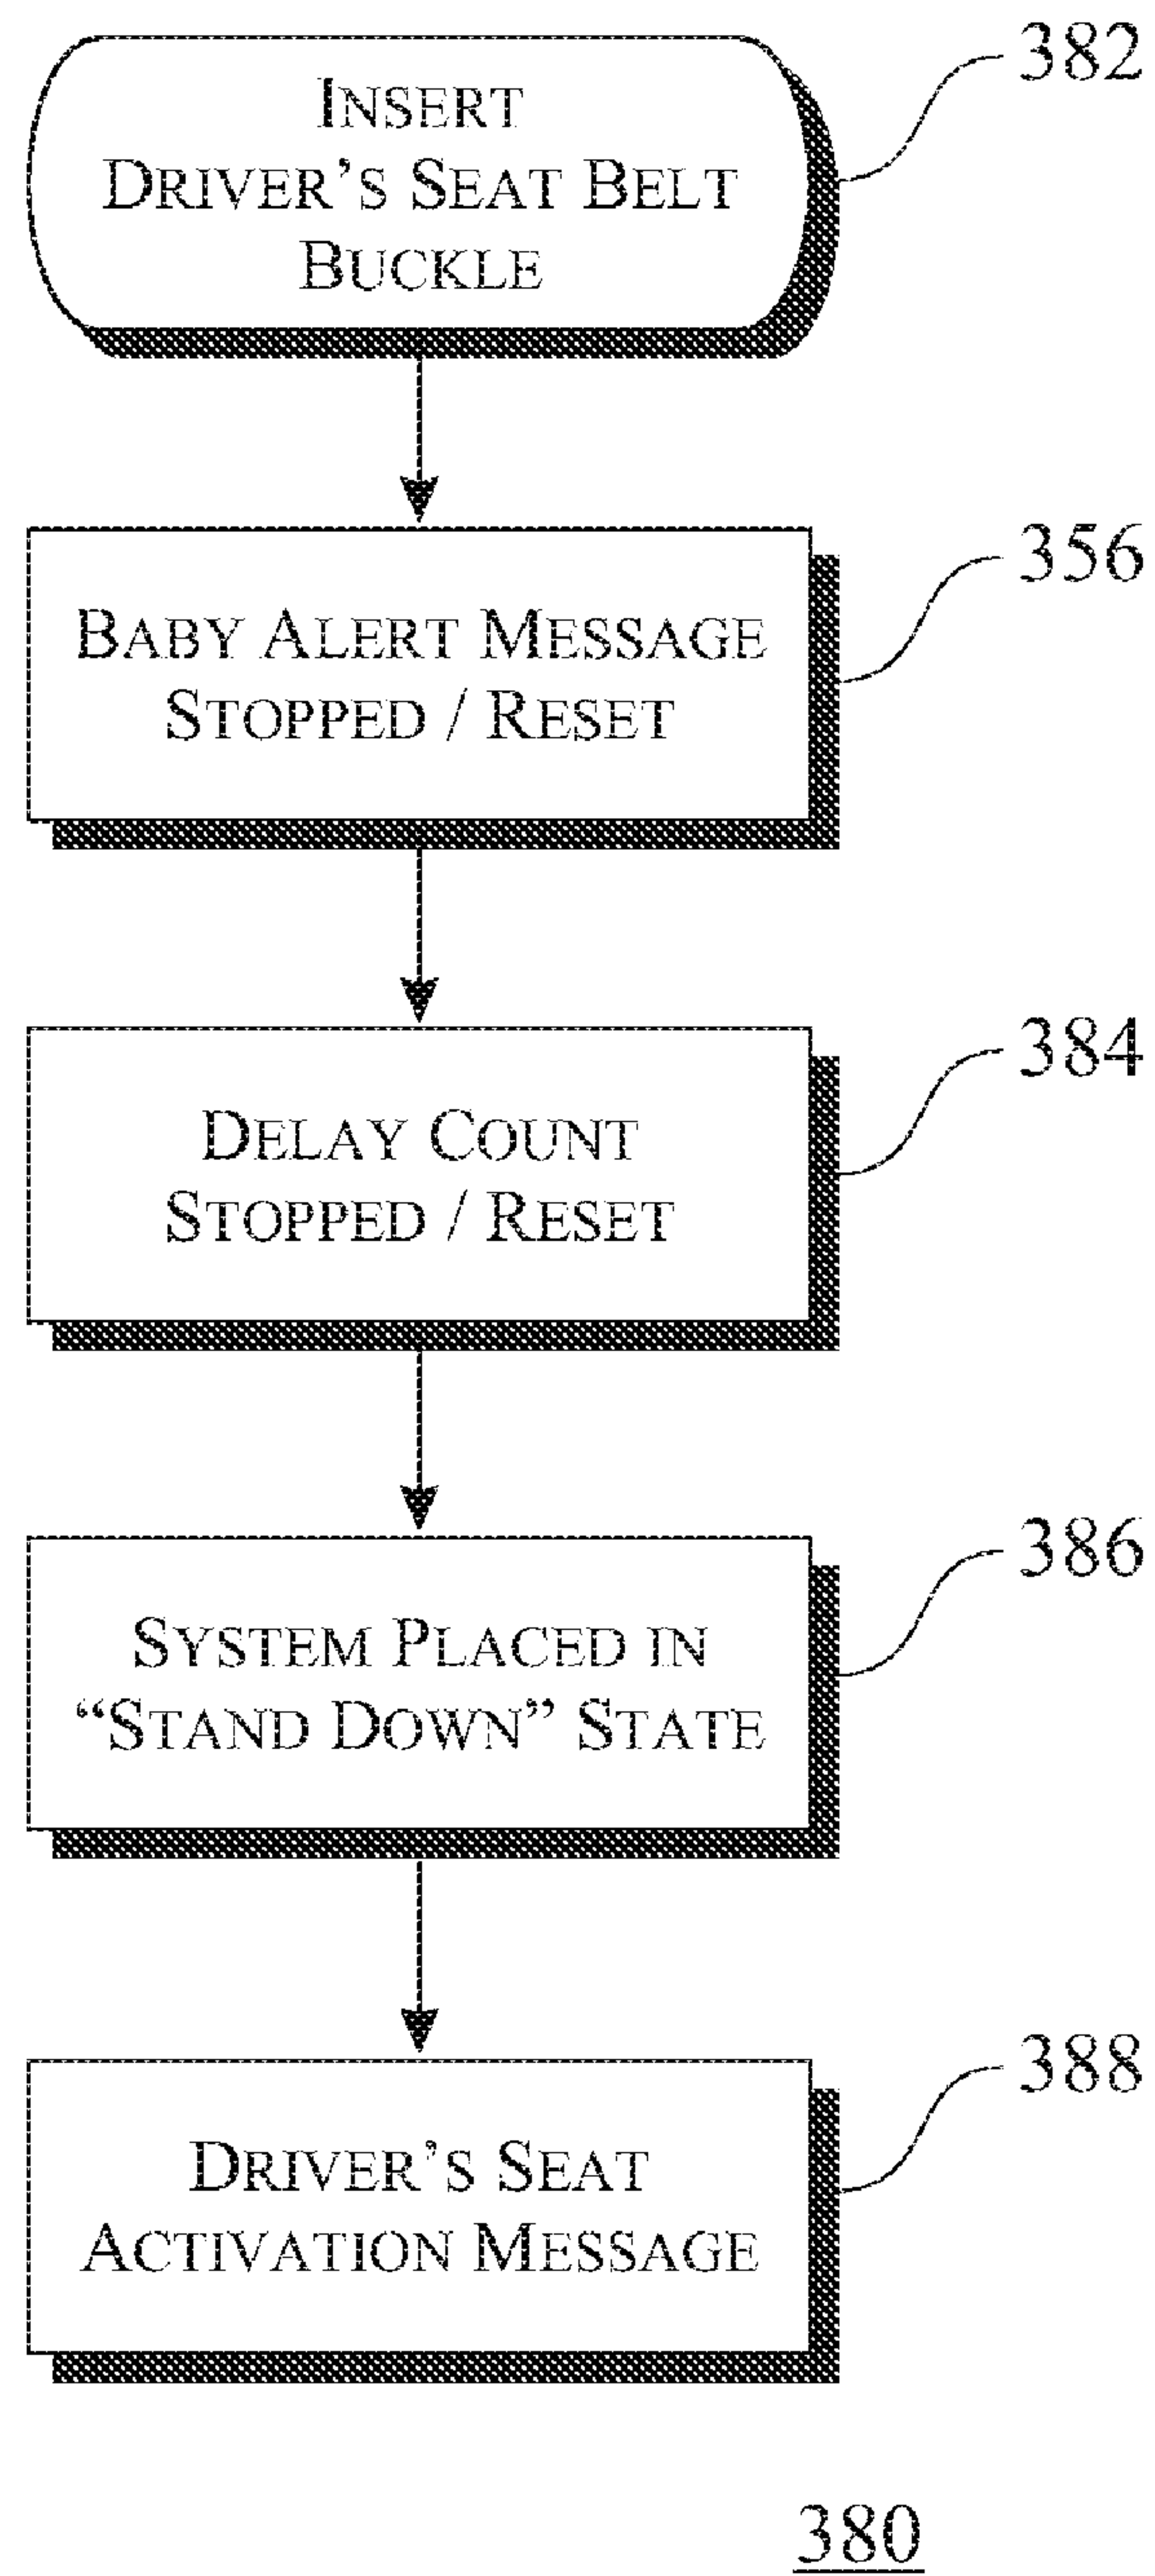 INSERT
DRIVER'S SEAT BELT
BUCKLE
382
BABY ALERT MESSAGE
STOPPED / RESET
356
DELAY COUNT
STOPPED / RESET
384
SYSTEM PLACED IN
“STAND DOWN” STATE
386
DRIVER'S SEAT
ACTIVATION MESSAGE
388
380